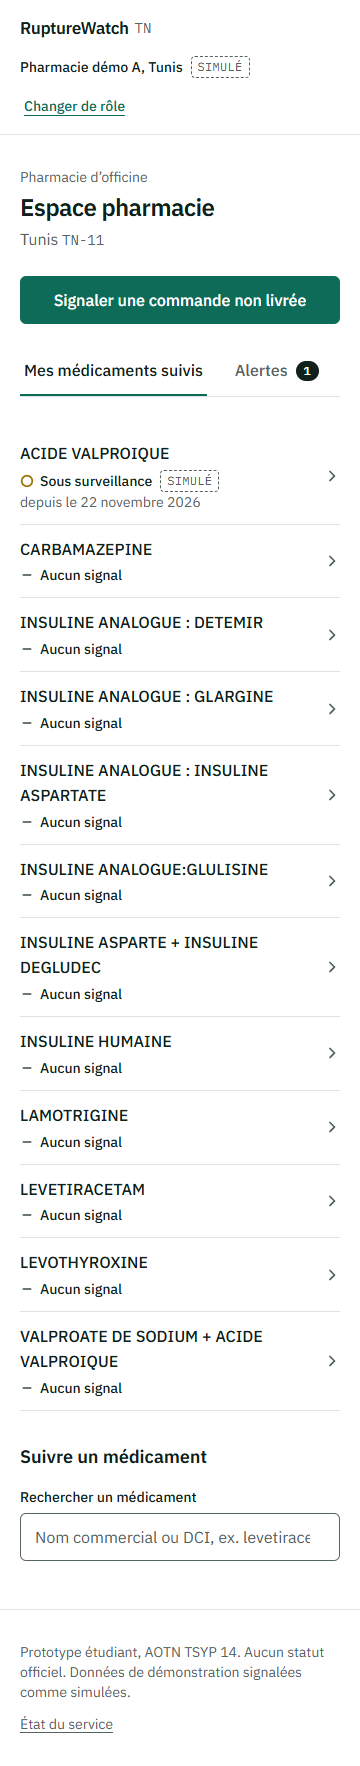 RuptureWatch TN
Pharmacie démo A, Tunis SIMULÉ
Changer de rôle
Pharmacie d’officine
Espace pharmacie
Tunis TN-11
Signaler une commande non livrée
Mes médicaments suivis Alertes 1
ACIDE VALPROIQUE
Sous surveillance SIMULÉ
depuis le 22 novembre 2026
CARBAMAZEPINE
— Aucun signal
INSULINE ANALOGUE : DETEMIR
— Aucun signal
INSULINE ANALOGUE : GLARGINE
— Aucun signal
INSULINE ANALOGUE : INSULINE
ASPARTATE
— Aucun signal
INSULINE ANALOGUE:GLULISINE
— Aucun signal
INSULINE ASPARTE + INSULINE
DEGLUDEC
— Aucun signal
INSULINE HUMAINE
— Aucun signal
LAMOTRIGINE
— Aucun signal
LEVETIRACETAM
— Aucun signal
LEVOTHYROXINE
— Aucun signal
VALPROATE DE SODIUM + ACIDE
VALPROIQUE
— Aucun signal
Suivre un médicament
Rechercher un médicament
Nom commercial ou DCI, ex. levetirac
Prototype étudiant, AOTN TSYP 14. Aucun statut
officiel. Données de démonstration signalées
comme simulées.
État du service